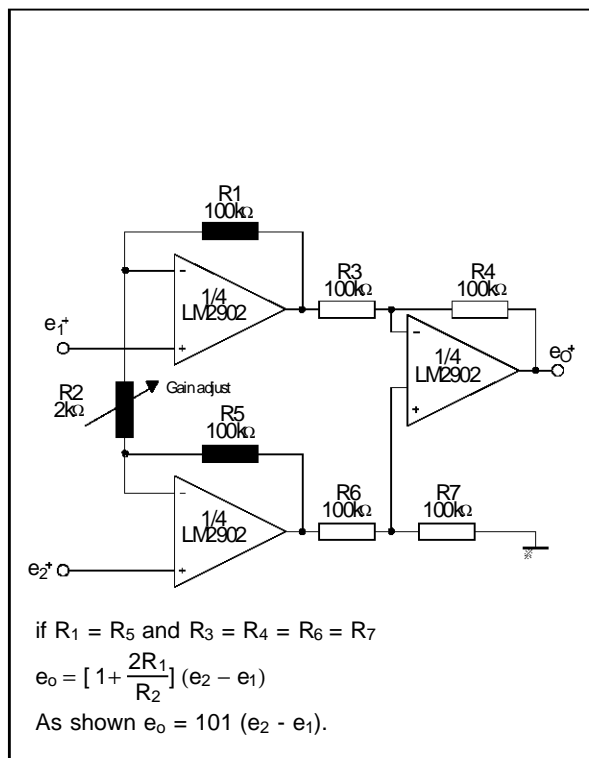 R1
100kΩ
1/4
LM2902
e₁⁺
R3
100kΩ
R4
100kΩ
1/4
LM2902
eO⁺
R2
2kΩ
Gain adjust
R5
100kΩ
1/4
LM2902
e₂⁺
R6
100kΩ
R7
100kΩ
if R₁ = R₅ and R₃ = R₄ = R₆ = R₇
eₒ = [ 1 + 2R₁/R₂ ] (e₂ − e₁)
As shown eₒ = 101 (e₂ - e₁).